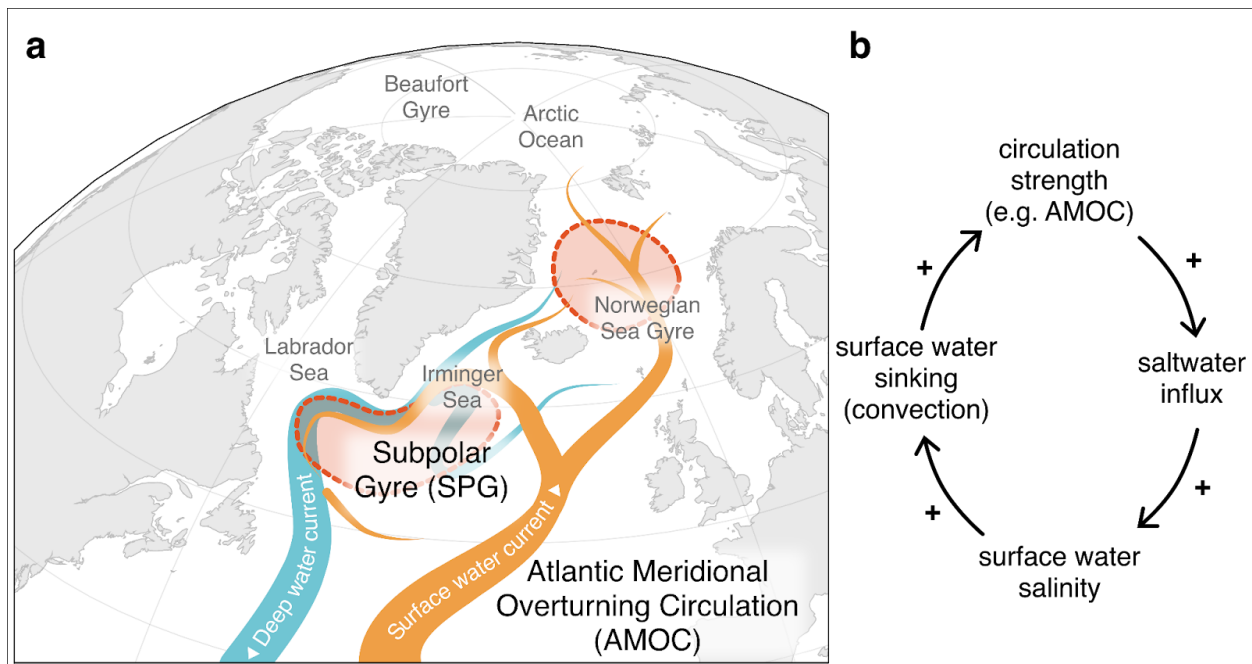 a
Beaufort
Gyre
Arctic
Ocean
Norwegian
Sea Gyre
Labrador
Sea
Irminger
Sea
Subpolar
Gyre (SPG)
◀ Deep water current
Surface water current ▶
Atlantic Meridional
Overturning Circulation
(AMOC)
b
circulation
strength
(e.g. AMOC)
+
+
surface water
sinking
(convection)
saltwater
influx
+
+
surface water
salinity